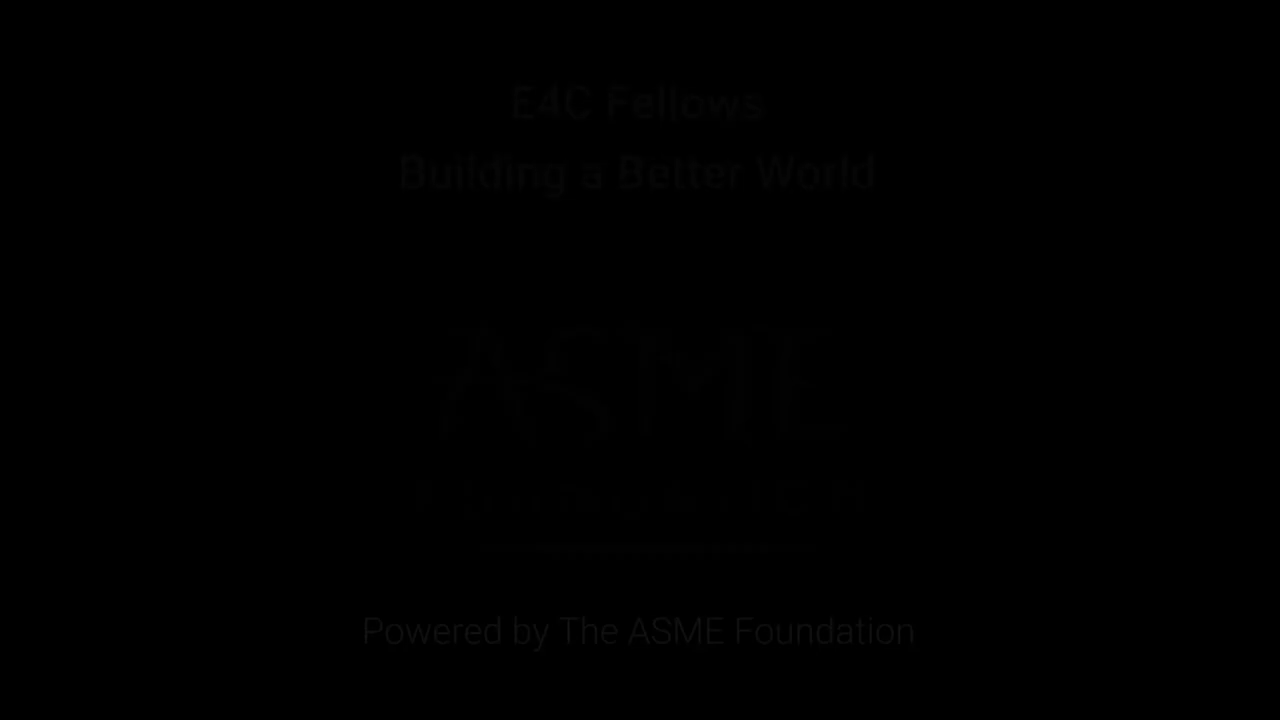 E4C Fellows
Building a Better World
ASME
FOUNDATION
Powered by The ASME Foundation